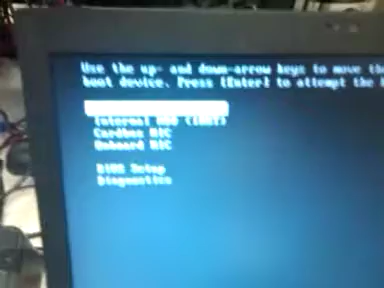 Use the up- and down-arrow keys to move the
boot device. Press [Enter] to attempt the
Internal HDD (IRRT)
Cardbus NIC
Onboard NIC
BIOS Setup
Diagnostics